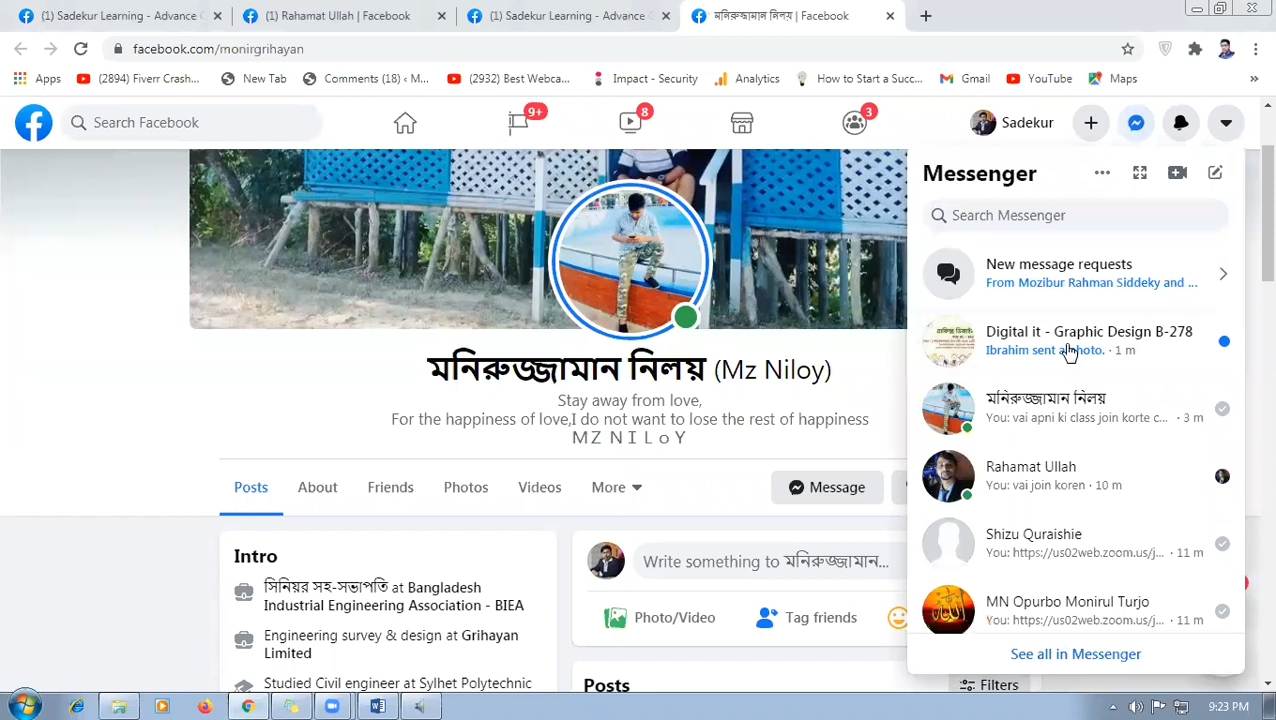 (1) Sadekur Learning - Advance G
(1) Rahamat Ullah | Facebook
(1) Sadekur Learning - Advance G
মনিরুজ্জামান নিলয় | Facebook
facebook.com/monirgrihayan
Apps
(2894) Fiverr Crash...
New Tab
Comments (18) ‹ M...
(2932) Best Webca...
Impact - Security
Analytics
How to Start a Succ...
Gmail
YouTube
Maps
»
Search Facebook
9+
8
3
Sadekur
Messenger
Search Messenger
New message requests
From Mozibur Rahman Siddeky and ...
Digital it - Graphic Design B-278
Ibrahim sent a photo. · 1 m
মনিরুজ্জামান নিলয়
You: vai apni ki class join korte c... · 3 m
Rahamat Ullah
You: vai join koren · 10 m
Shizu Quraishie
You: https://us02web.zoom.us/j... · 11 m
MN Opurbo Monirul Turjo
You: https://us02web.zoom.us/j... · 11 m
See all in Messenger
মনিরুজ্জামান নিলয় (Mz Niloy)
Stay away from love,
For the happiness of love,I do not want to lose the rest of happiness
M Z N I L o Y
Posts
About
Friends
Photos
Videos
More
Message
Intro
সিনিয়র সহ-সভাপতি at Bangladesh
Industrial Engineering Association - BIEA
Engineering survey & design at Grihayan
Limited
Studied Civil engineer at Sylhet Polytechnic
Write something to মনিরুজ্জামান...
Photo/Video
Tag friends
Posts
Filters
9:23 PM